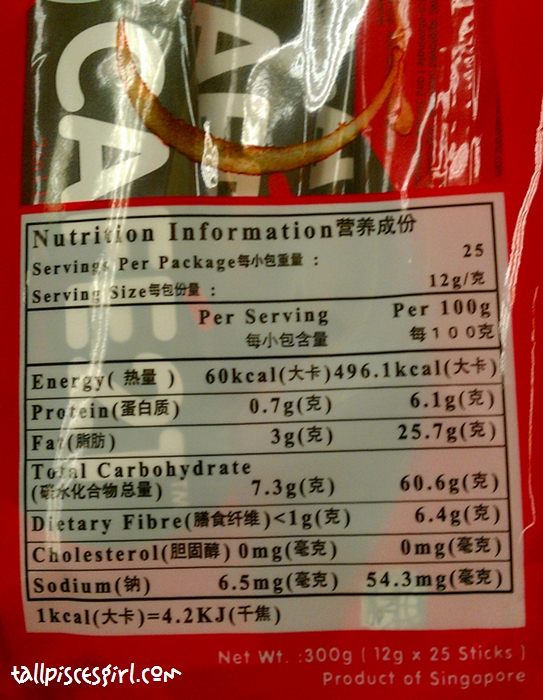 CA
Nutrition Information营养成份
Servings Per Package每小包重量 : 25
Serving Size每包份量 : 12g/克
Per Serving Per 100g
每小包含量 每１００克
Energy( 热量 ) 60kcal(大卡) 496.1kcal(大卡)
Protein(蛋白质) 0.7g(克) 6.1g(克)
Fat(脂肪) 3g(克) 25.7g(克)
Total Carbohydrate
(碳水化合物总量) 7.3g(克) 60.6g(克)
Dietary Fibre(膳食纤维) <1g(克) 6.4g(克)
Cholesterol(胆固醇) 0mg(毫克) 0mg(毫克)
Sodium(钠) 6.5mg(毫克) 54.3mg(毫克)
1kcal(大卡)=4.2KJ(千焦)
Net Wt. :300g ( 12g x 25 Sticks )
Product of Singapore
tallpiscesgirl.com